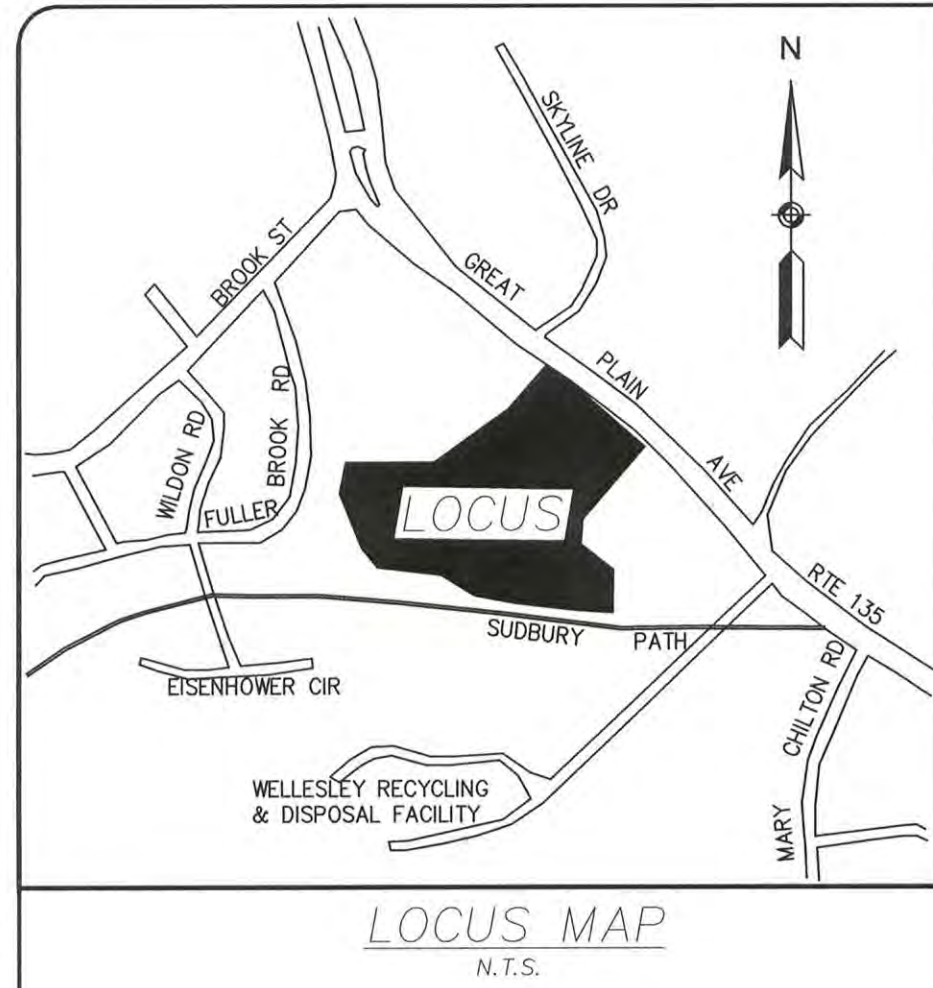 N
SKYLINE DR
BROOK ST
GREAT
PLAIN
AVE
RTE 135
WILDON RD
FULLER
BROOK RD
LOCUS
SUDBURY PATH
EISENHOWER CIR
MARY CHILTON RD
WELLESLEY RECYCLING
& DISPOSAL FACILITY
LOCUS MAP
N.T.S.